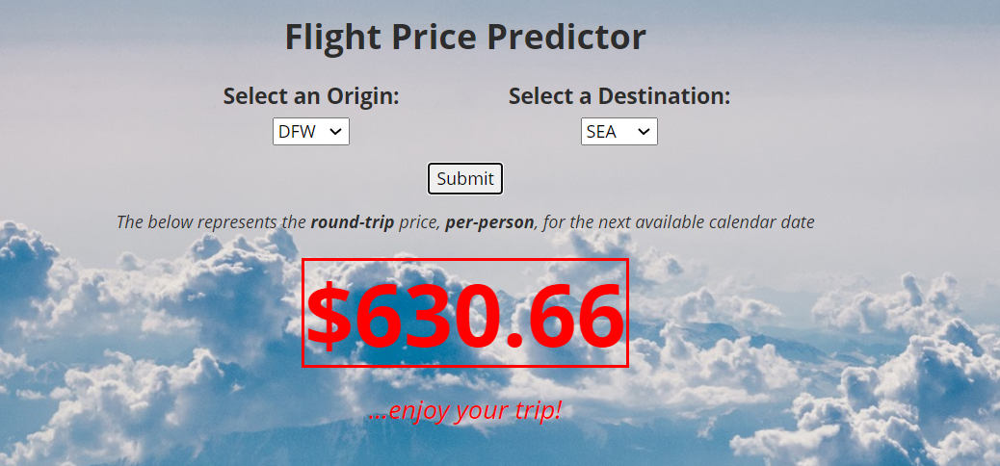 Flight Price Predictor
Select an Origin: Select a Destination:
DFW SEA
Submit
The below represents the round-trip price, per-person, for the next available calendar date
$630.66
...enjoy your trip!